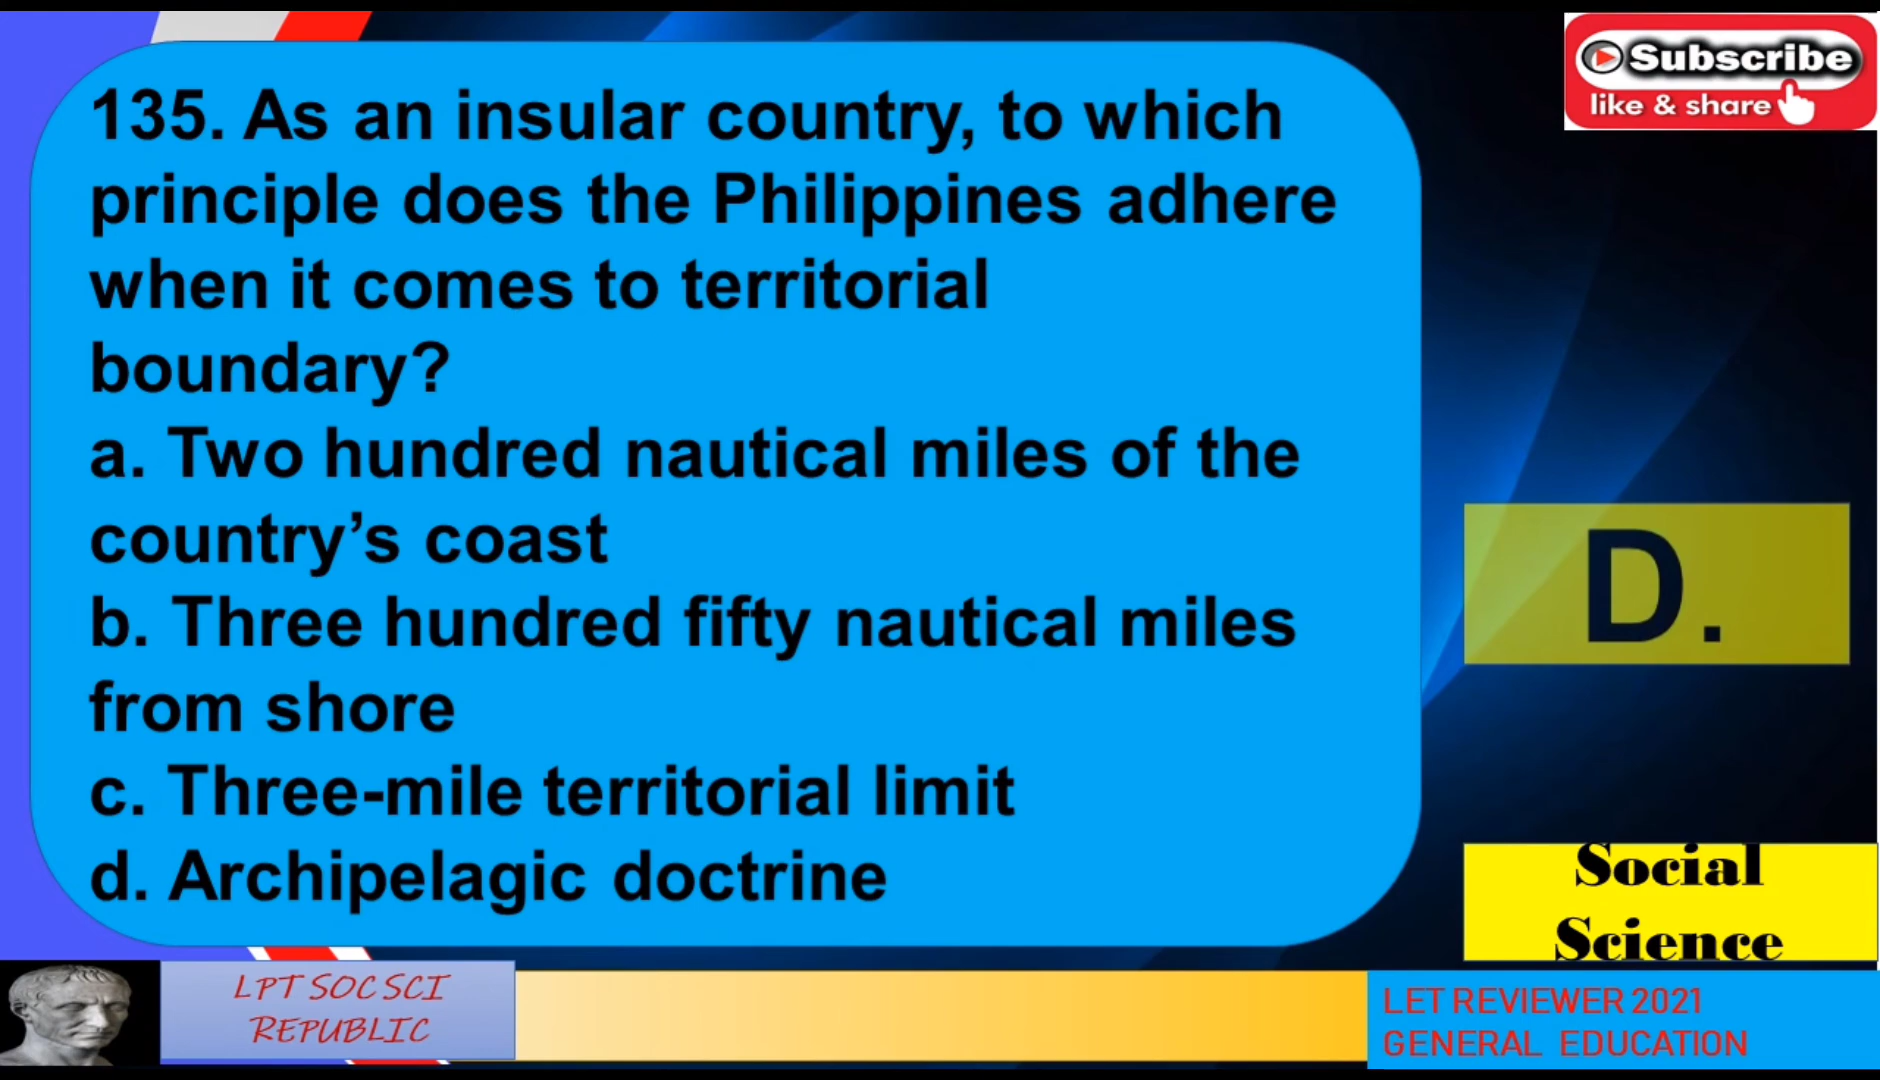 Subscribe
like & share
135. As an insular country, to which
principle does the Philippines adhere
when it comes to territorial
boundary?
a. Two hundred nautical miles of the
country’s coast
b. Three hundred fifty nautical miles
from shore
c. Three-mile territorial limit
d. Archipelagic doctrine
D.
Social
Science
LPT SOC SCI
REPUBLIC
LET REVIEWER 2021
GENERAL EDUCATION